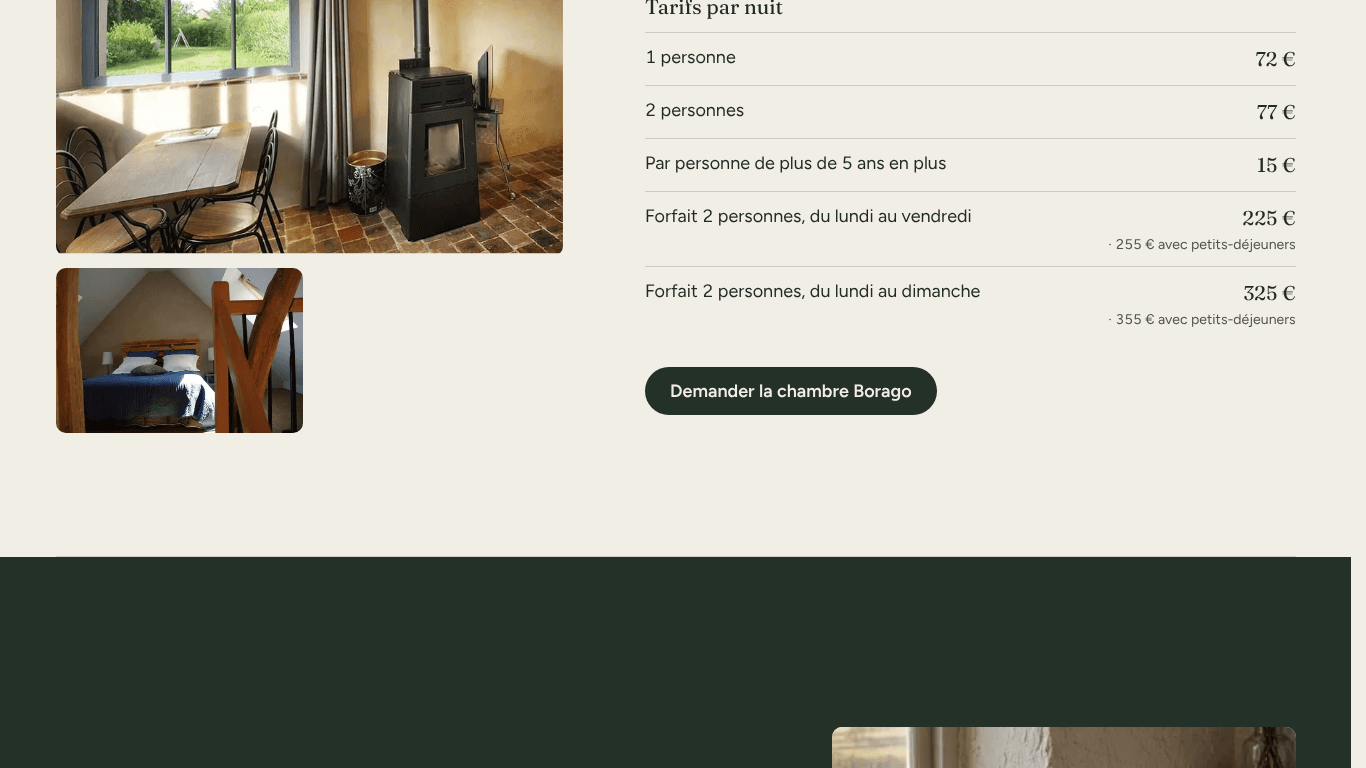 Tarifs par nuit
1 personne 72 €
2 personnes 77 €
Par personne de plus de 5 ans en plus 15 €
Forfait 2 personnes, du lundi au vendredi 225 €
· 255 € avec petits-déjeuners
Forfait 2 personnes, du lundi au dimanche 325 €
· 355 € avec petits-déjeuners
Demander la chambre Borago